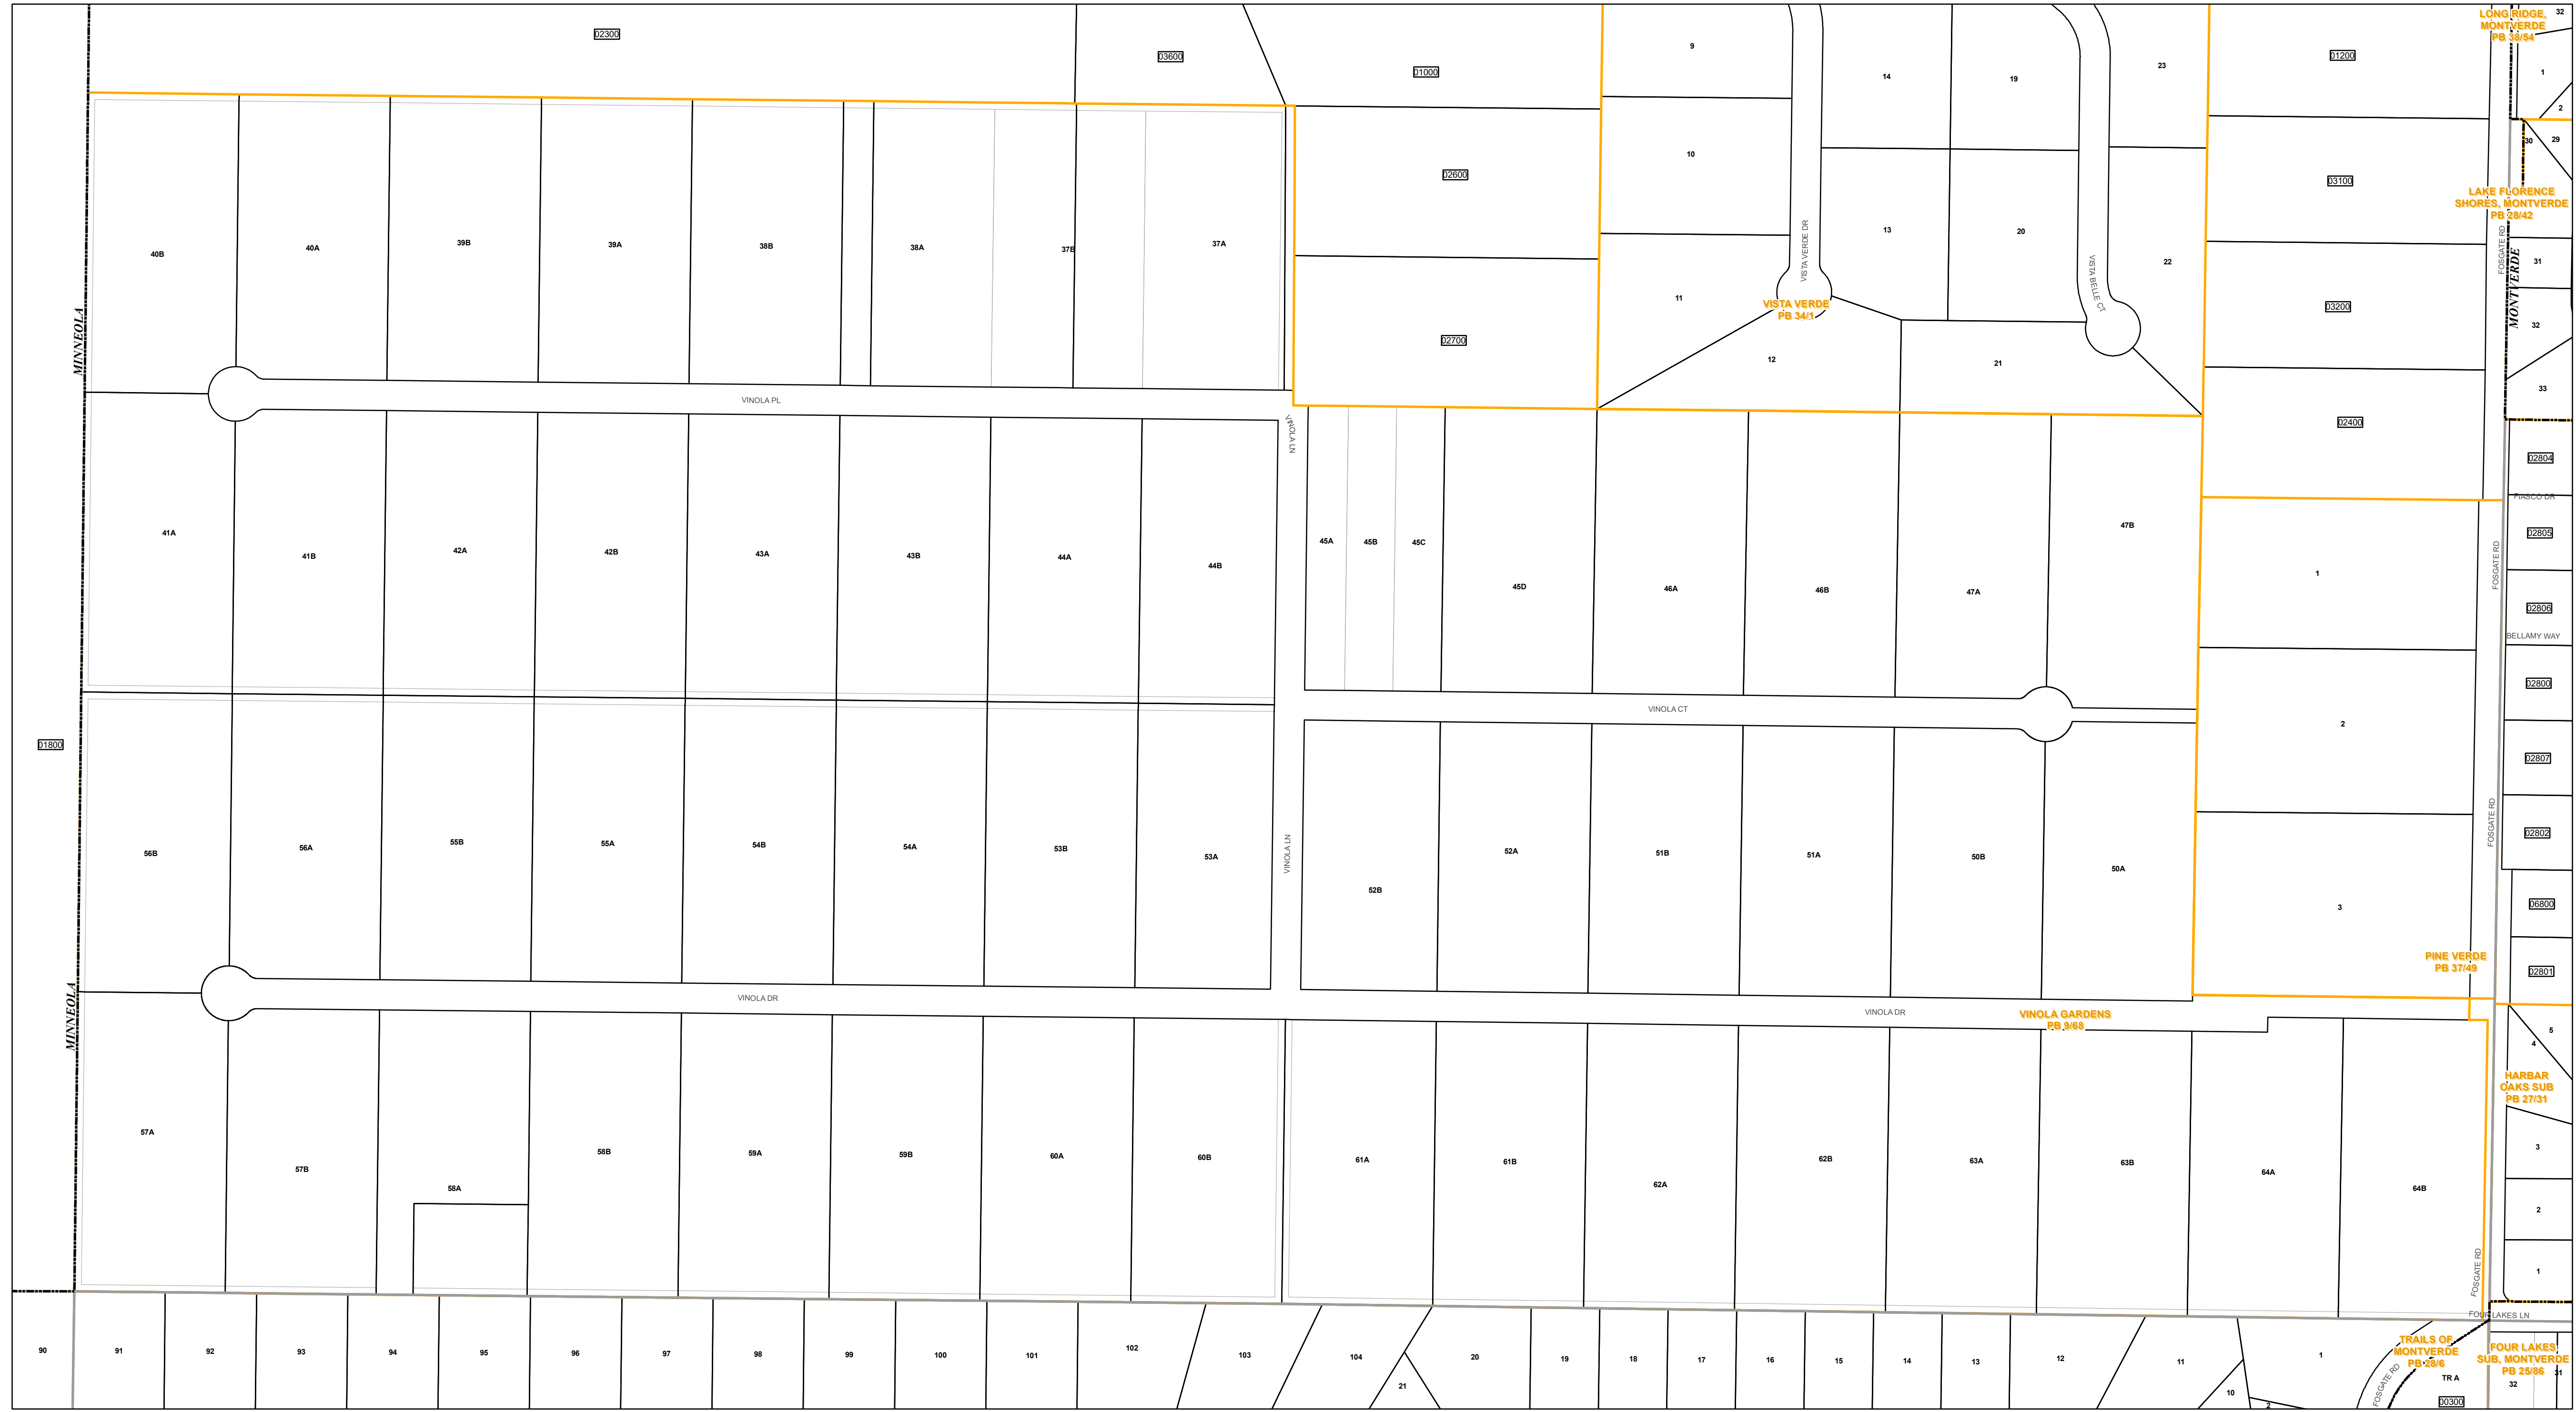 02300
03600
01000
9
14
19
23
01200
LONG RIDGE,
MONTVERDE
PB 38/54
32
1
2
40B
40A
39B
39A
38B
38A
37B
37A
02600
10
13
20
22
03100
30
29
LAKE FLORENCE
SHORES, MONTVERDE
PB 28/42
FOSGATE RD
MONTVERDE
31
32
33
MINNEOLA
VISTA VERDE DR
VISTA BELLE CT
11
VISTA VERDE
PB 34/1
12
21
02700
03200
02400
VINOLA PL
VINOLA LN
41A
41B
42A
42B
43A
43B
44A
44B
45A
45B
45C
45D
46A
46B
47A
47B
1
FOSGATE RD
02804
FIASCO DR
02805
02806
BELLAMY WAY
02800
02807
02802
06800
02801
01800
VINOLA CT
2
FOSGATE RD
56B
56A
55B
55A
54B
54A
53B
53A
VINOLA LN
52B
52A
51B
51A
50B
50A
3
PINE VERDE
PB 37/49
MINNEOLA
VINOLA DR
VINOLA DR
VINOLA GARDENS
PB 9/68
5
4
HARBAR
OAKS SUB
PB 27/31
57A
57B
58A
58B
59A
59B
60A
60B
61A
61B
62A
62B
63A
63B
64A
64B
3
2
1
FOSGATE RD
FOUR LAKES LN
90
91
92
93
94
95
96
97
98
99
100
101
102
103
104
21
20
19
18
17
16
15
14
13
12
11
10
2
1
FOSGATE RD
TRAILS OF
MONTVERDE
PB 28/6
TR A
00300
FOUR LAKES
SUB, MONTVERDE
PB 25/86
32
31